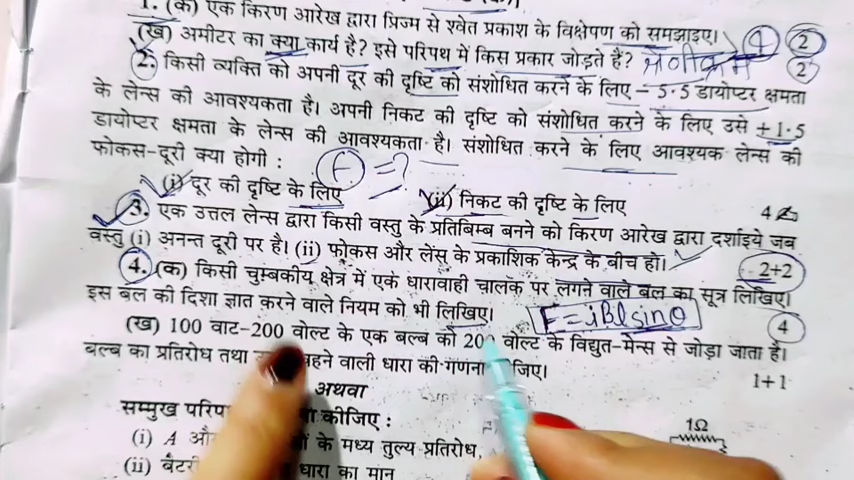 1. (क) एक किरण आरेख द्वारा प्रिज्म से श्वेत प्रकाश के विक्षेपण को समझाइए। 2
(ख) अमीटर का क्या कार्य है? इसे परिपथ में किस प्रकार जोड़ते हैं? 2
2. किसी व्यक्ति को अपनी दूर की दृष्टि को संशोधित करने के लिए – 5·5 डायोप्टर क्षमता
के लेन्स की आवश्यकता है। अपनी निकट की दृष्टि को संशोधित करने के लिए उसे + 1·5
डायोप्टर क्षमता के लेन्स की आवश्यकता है। संशोधित करने के लिए आवश्यक लेन्स की
फोकस-दूरी क्या होगी : f = ?
(i) दूर की दृष्टि के लिए (ii) निकट की दृष्टि के लिए 4
3. एक उत्तल लेन्स द्वारा किसी वस्तु के प्रतिबिम्ब बनने को किरण आरेख द्वारा दर्शाइये जब
वस्तु (i) अनन्त दूरी पर है। (ii) फोकस और लेंस के प्रकाशिक केन्द्र के बीच हो। 2+2
4. (क) किसी चुम्बकीय क्षेत्र में एक धारावाही चालक पर लगने वाले बल का सूत्र लिखिए।
इस बल की दिशा ज्ञात करने वाले नियम को भी लिखिए। F = iBl sinθ 4
(ख) 100 वाट-200 वोल्ट के एक बल्ब को 200 वोल्ट के विद्युत-मेन्स से जोड़ा जाता है।
बल्ब का प्रतिरोध तथा बहने वाली धारा की गणना कीजिए। 1+1
अथवा
सम्मुख कीजिए :
(i) A के मध्य तुल्य प्रतिरोध, 1Ω
(ii) धारा का मान